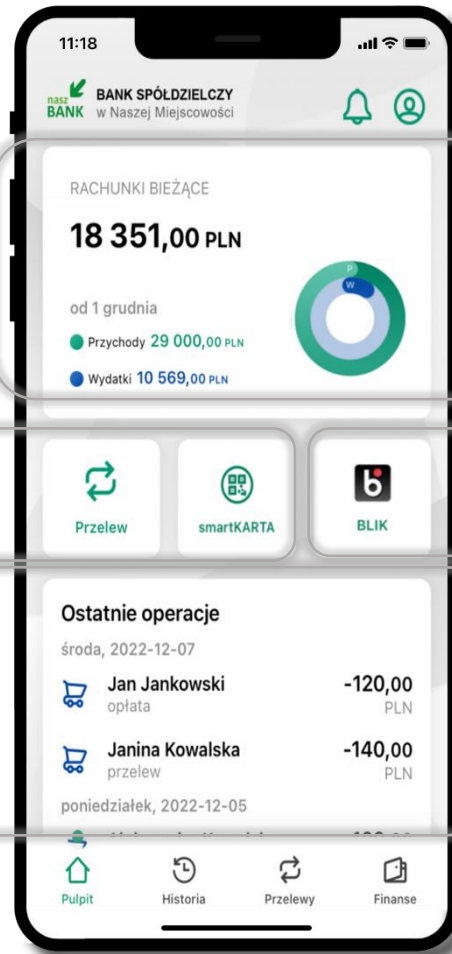 11:18
nasz BANK
BANK SPÓŁDZIELCZY
w Naszej Miejscowości
RACHUNKI BIEŻĄCE
18 351,00 PLN
od 1 grudnia
Przychody 29 000,00 PLN
Wydatki 10 569,00 PLN
P
W
Przelew
smartKARTA
BLIK
Ostatnie operacje
środa, 2022-12-07
Jan Jankowski -120,00
opłata PLN
Janina Kowalska -140,00
przelew PLN
poniedziałek, 2022-12-05
Pulpit
Historia
Przelewy
Finanse